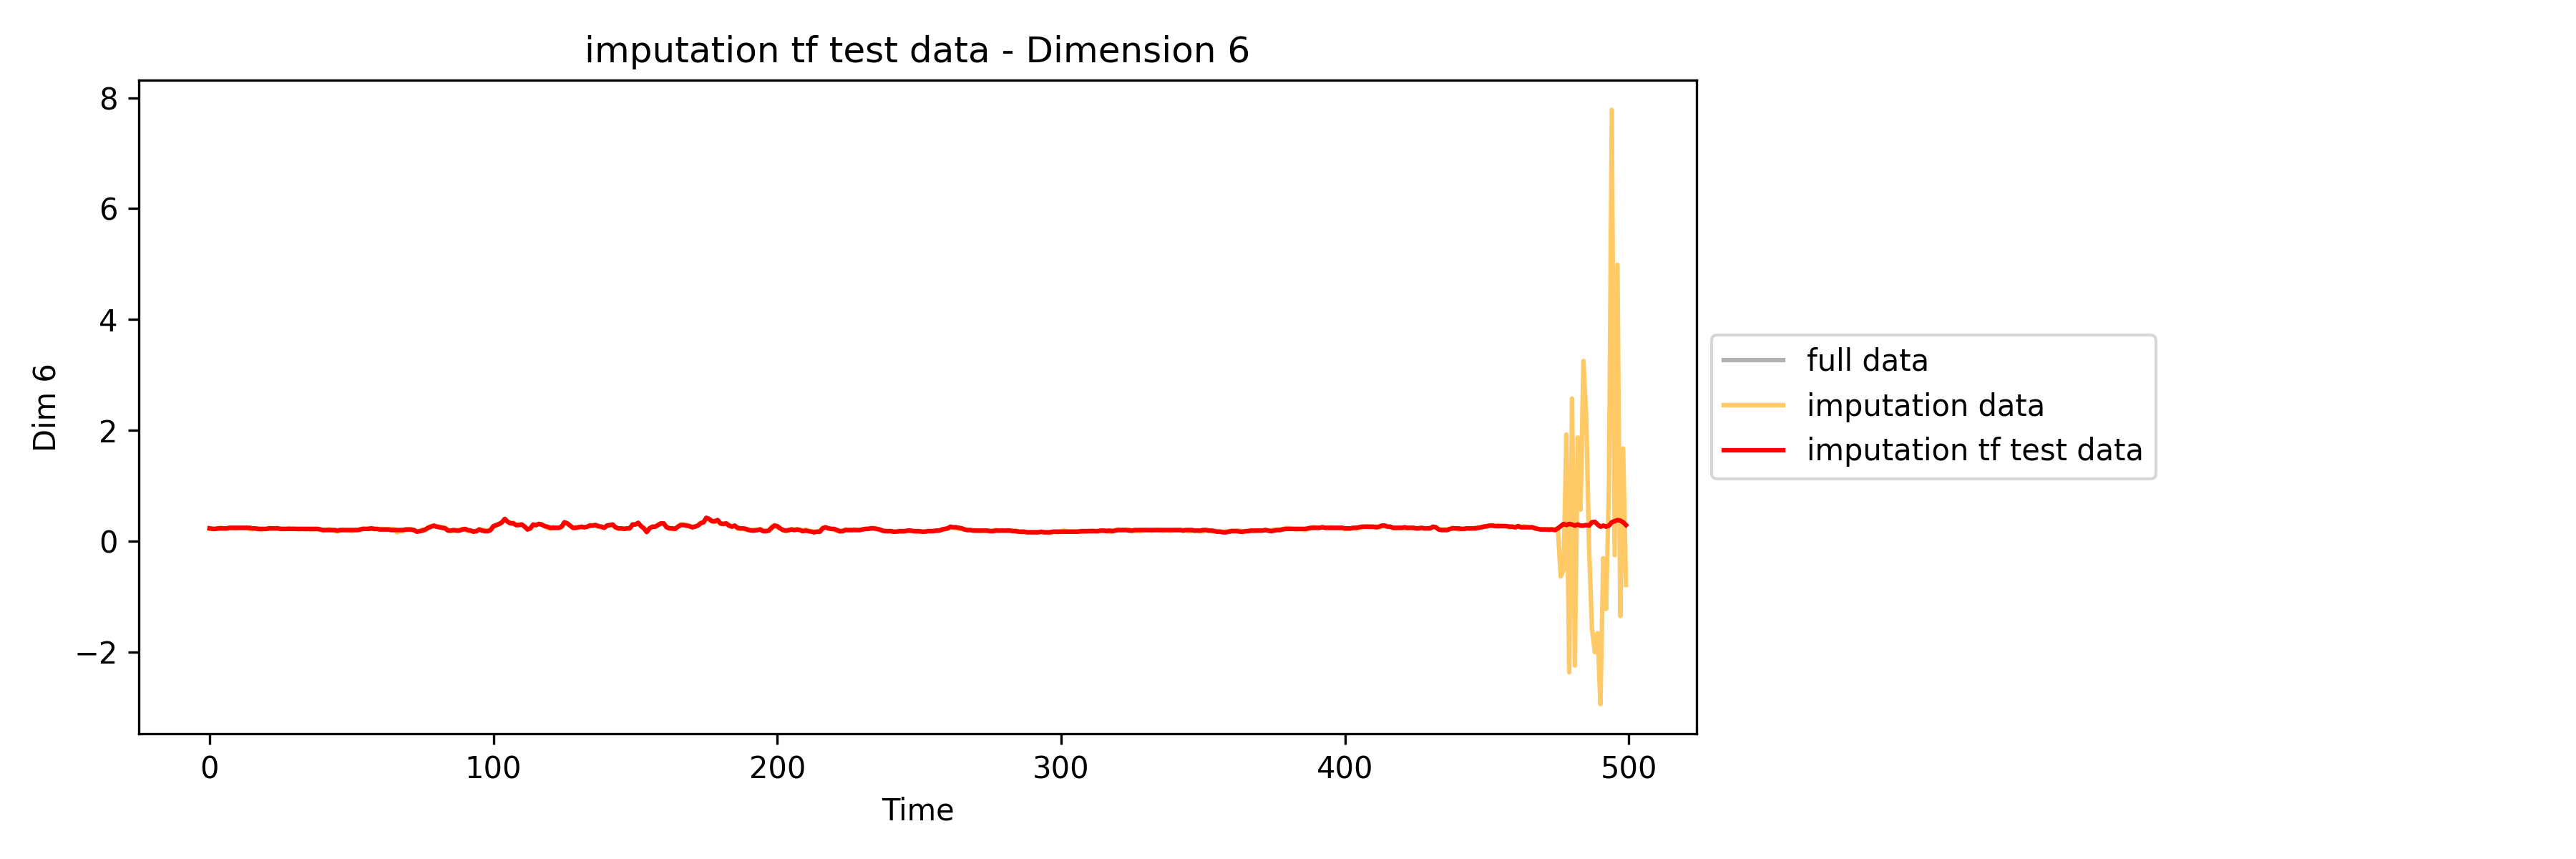 imputation tf test data - Dimension 6
8
6
4
2
0
−2
Dim 6
0 100 200 300 400 500
Time
full data
imputation data
imputation tf test data